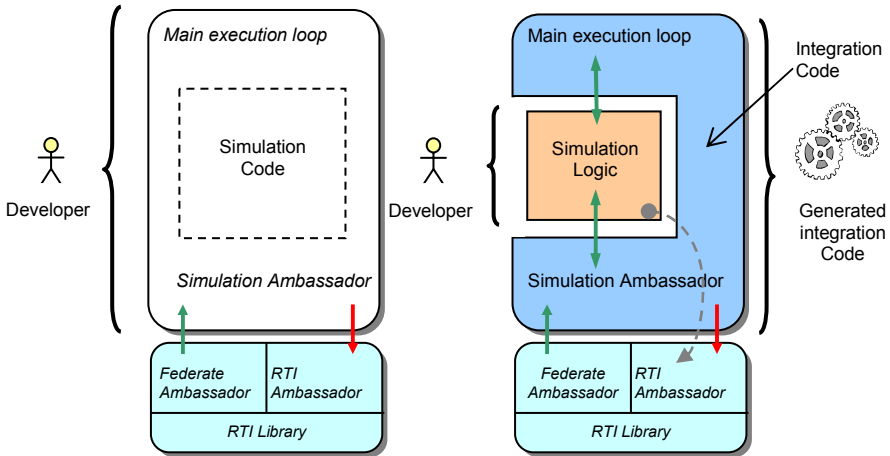 Main execution loop
Simulation
Code
Developer
Simulation Ambassador
Federate
Ambassador
RTI
Ambassador
RTI Library
Main execution loop
Integration
Code
Simulation
Logic
Developer
Generated
integration
Code
Simulation Ambassador
Federate
Ambassador
RTI
Ambassador
RTI Library